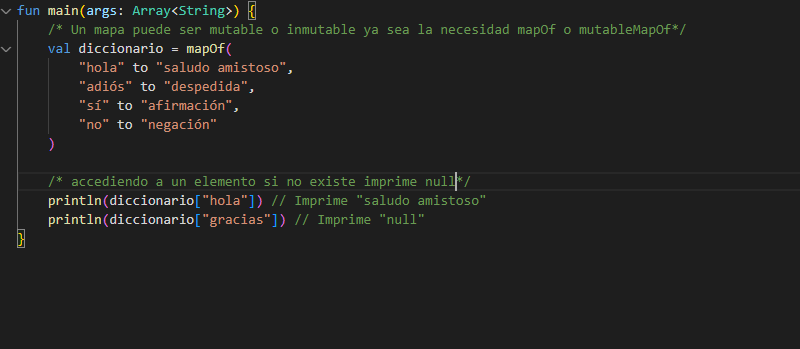 fun main(args: Array<String>) {
    /* Un mapa puede ser mutable o inmutable ya sea la necesidad mapOf o mutableMapOf*/
    val diccionario = mapOf(
        "hola" to "saludo amistoso",
        "adiós" to "despedida",
        "sí" to "afirmación",
        "no" to "negación"
    )
    /* accediendo a un elemento si no existe imprime null*/
    println(diccionario["hola"]) // Imprime "saludo amistoso"
    println(diccionario["gracias"]) // Imprime "null"
}